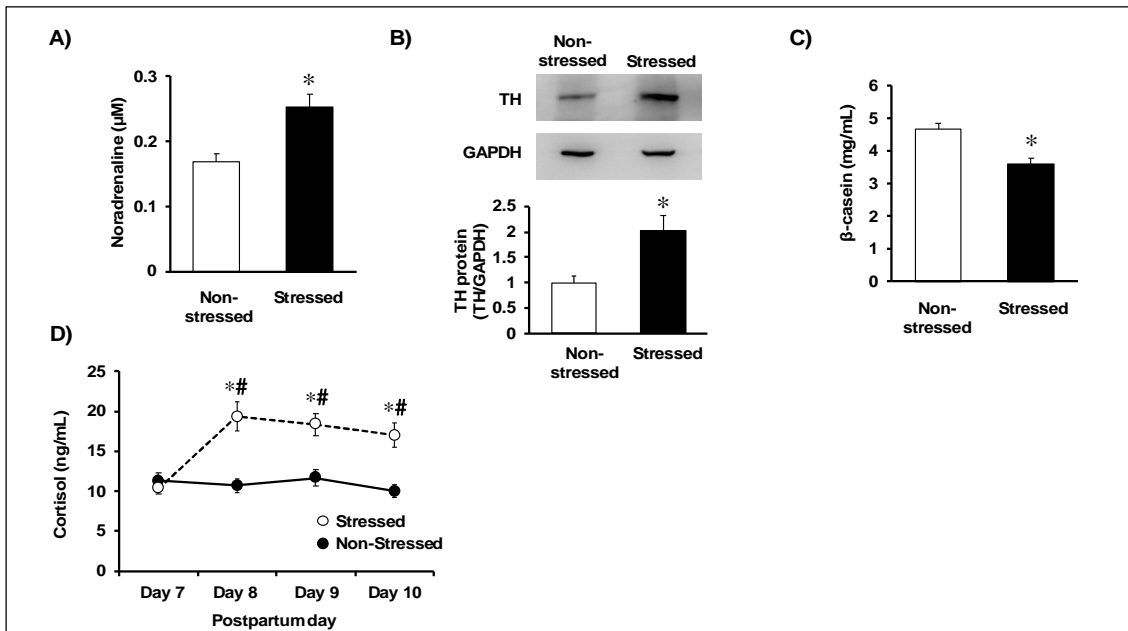 A)
Noradrenaline (µM)
0.3
0.2
0.1
0
*
Non-
stressed
Stressed
B)
Non-
stressed
Stressed
TH
GAPDH
TH protein
(TH/GAPDH)
2.5
2
1.5
1
0.5
0
*
Non-
stressed
Stressed
C)
β-casein (mg/mL)
6
5
4
3
2
1
0
*
Non-
stressed
Stressed
D)
Cortisol (ng/mL)
25
20
15
10
5
0
*#
*#
*#
Stressed
Non-Stressed
Day 7
Day 8
Day 9
Day 10
Postpartum day